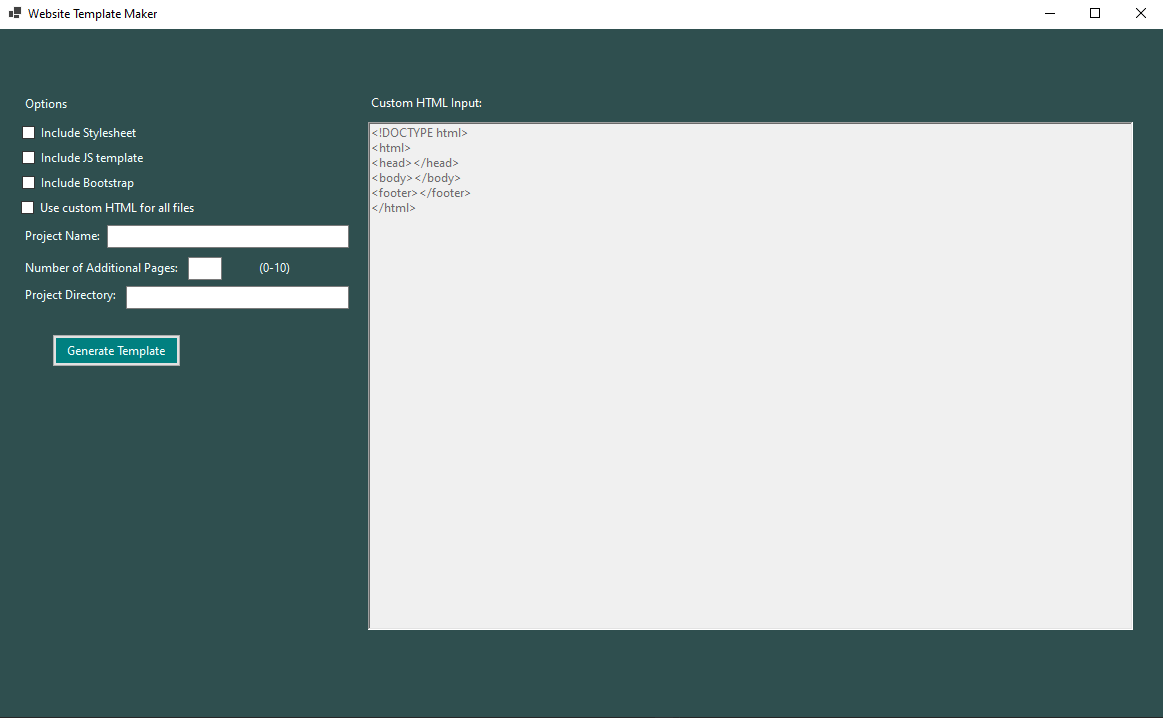 Website Template Maker
Options
Include Stylesheet
Include JS template
Include Bootstrap
Use custom HTML for all files
Project Name:
Number of Additional Pages: (0-10)
Project Directory:
Generate Template
Custom HTML Input:
<!DOCTYPE html>
<html>
<head></head>
<body></body>
<footer></footer>
</html>